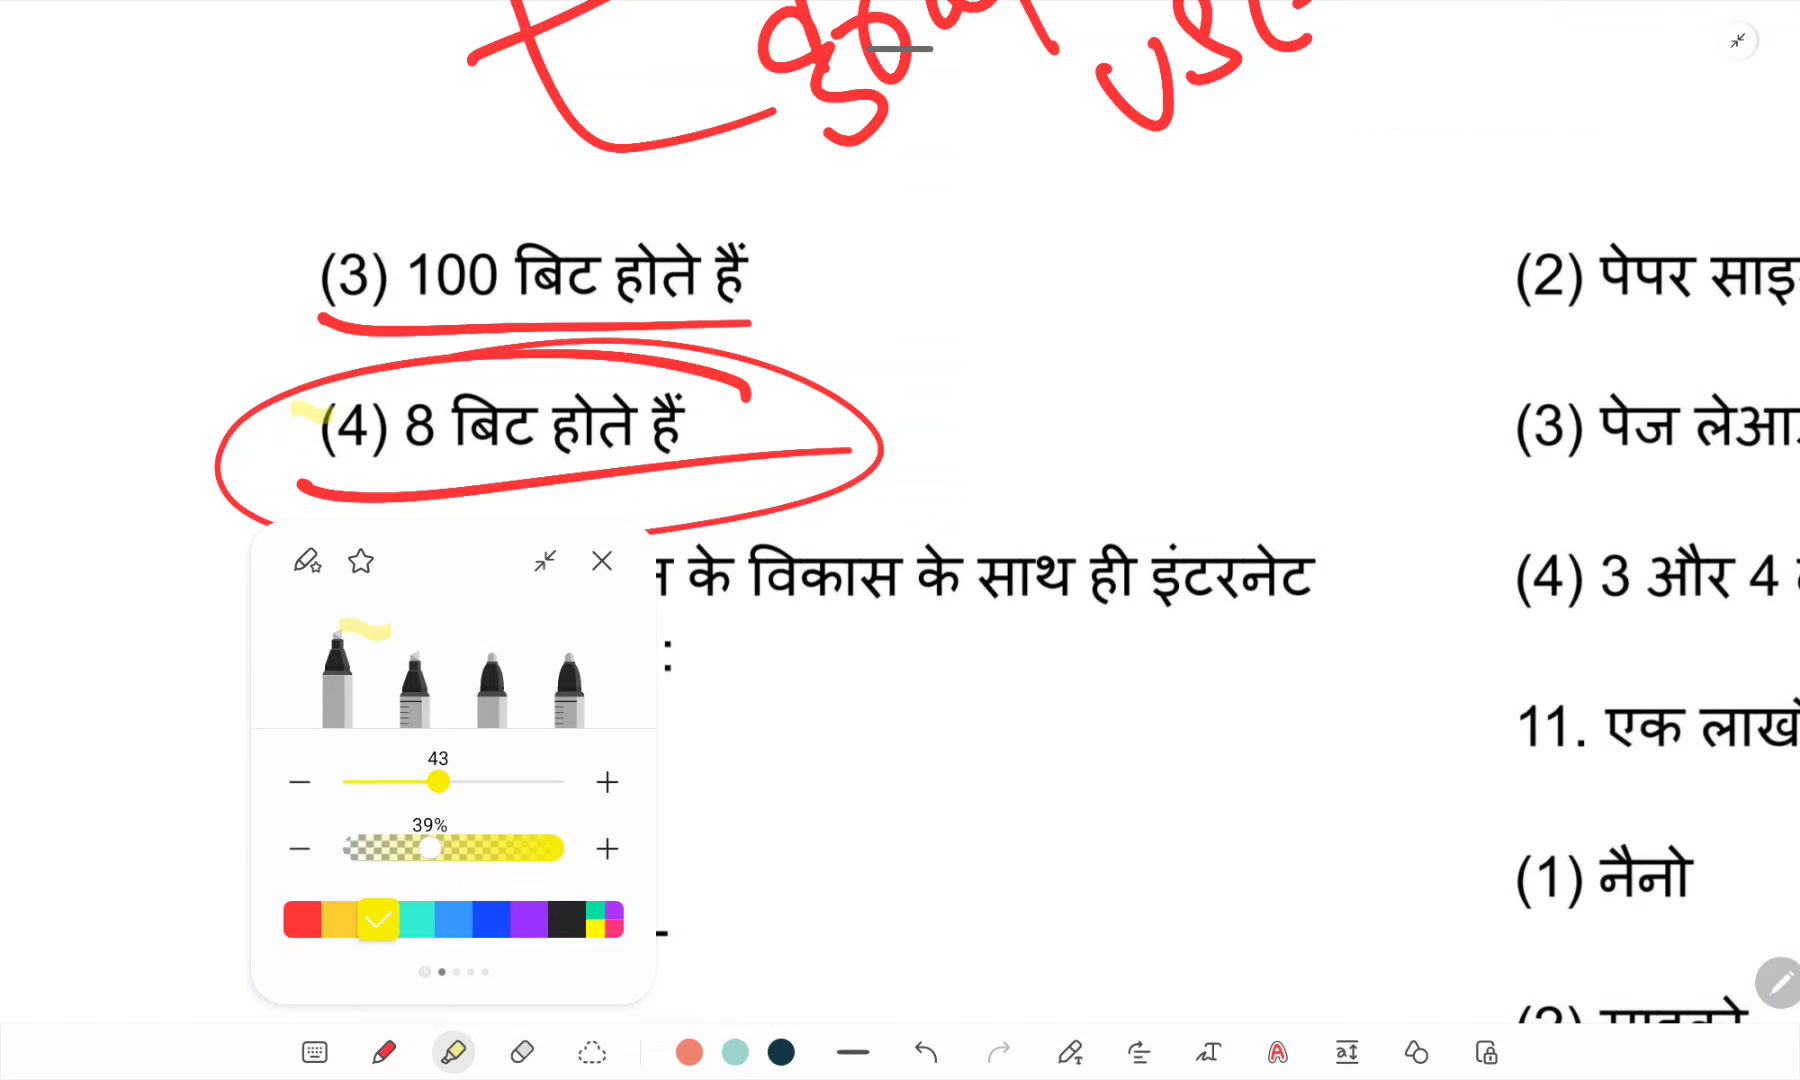 (3) 100 बिट होते हैं
(4) 8 बिट होते हैं
के विकास के साथ ही इंटरनेट
:
43
39%
(2) पेपर
(3) पेज
(4) 3 और 4
11. एक
(1) नैनो